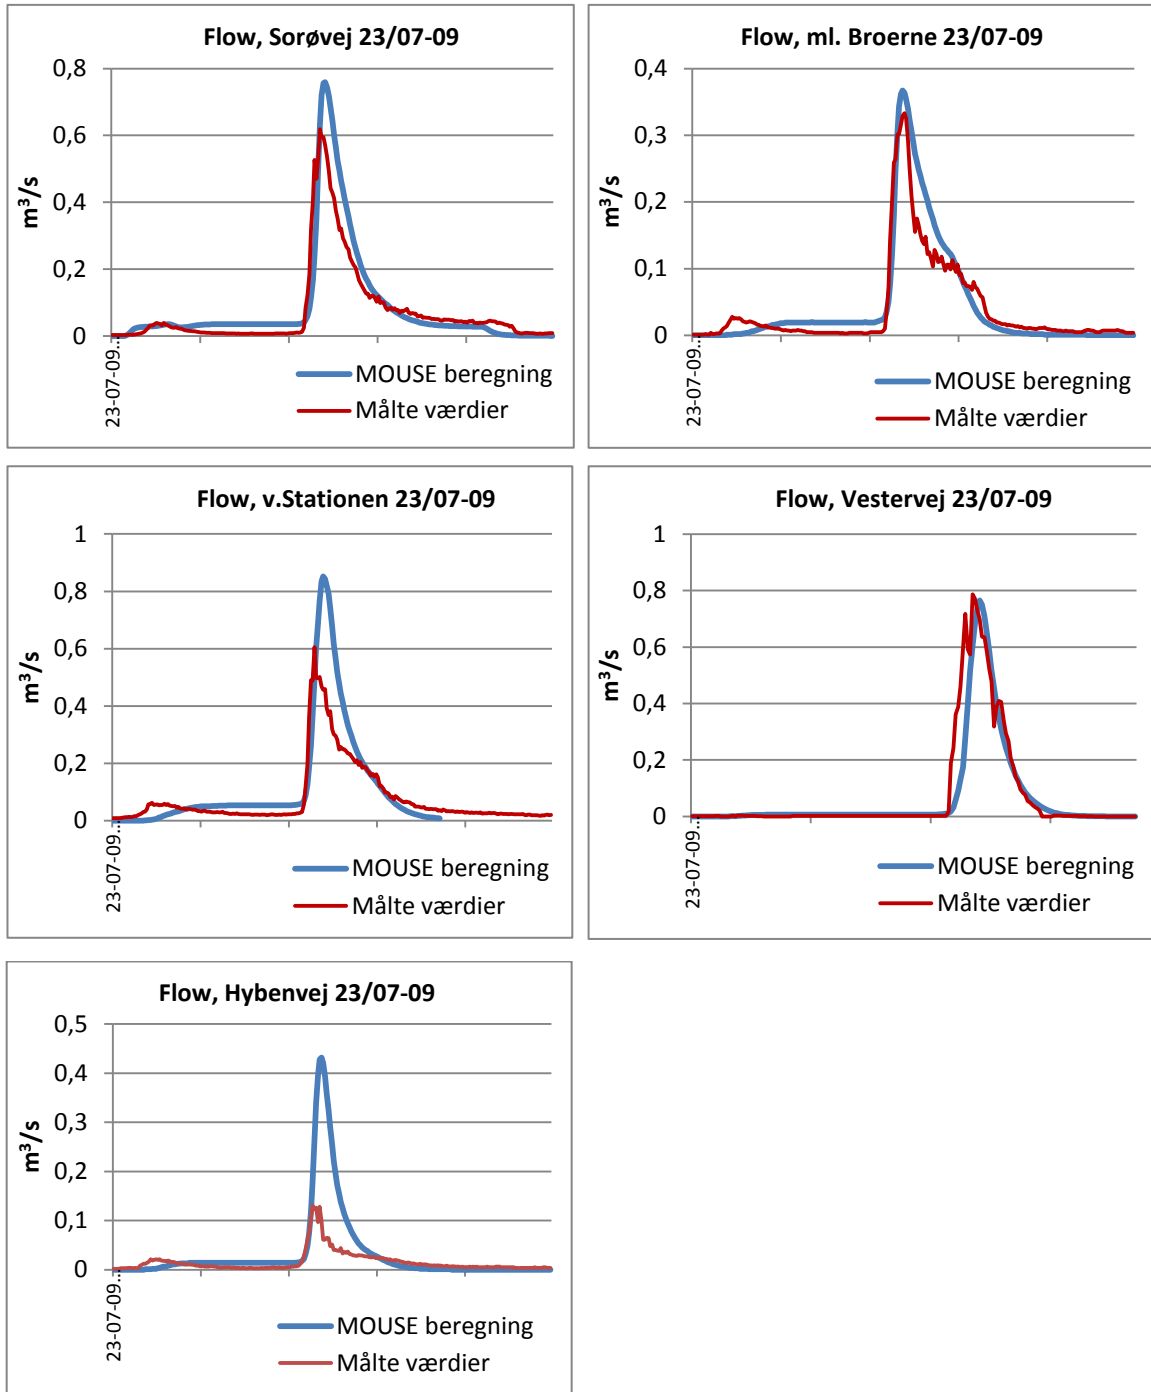 Flow, Sorøvej 23/07-09
0,8
0,6
0,4
0,2
0
m³/s
23-07-09...
MOUSE beregning
Målte værdier
Flow, ml. Broerne 23/07-09
0,4
0,3
0,2
0,1
0
m³/s
23-07-09...
MOUSE beregning
Målte værdier
Flow, v.Stationen 23/07-09
1
0,8
0,6
0,4
0,2
0
m³/s
23-07-09...
MOUSE beregning
Målte værdier
Flow, Vestervej 23/07-09
1
0,8
0,6
0,4
0,2
0
m³/s
23-07-09...
MOUSE beregning
Målte værdier
Flow, Hybenvej 23/07-09
0,5
0,4
0,3
0,2
0,1
0
m³/s
23-07-09...
MOUSE beregning
Målte værdier